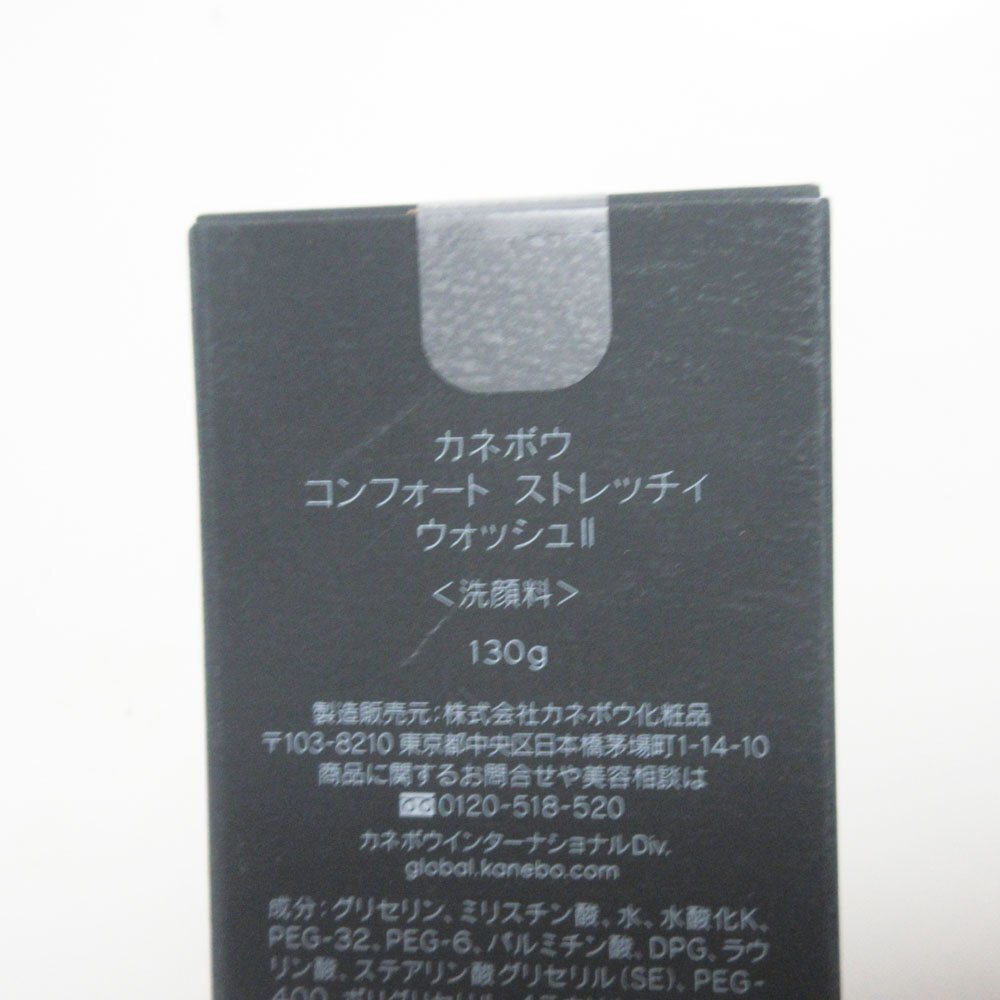 カネボウ
コンフォート ストレッチィ
ウォッシュⅡ
<洗顔料>
130g
製造販売元:株式会社カネボウ化粧品
〒103-8210 東京都中央区日本橋茅場町1-14-10
商品に関するお問合せや美容相談は
0120-518-520
カネボウインターナショナルDiv.
global.kanebo.com
成分:グリセリン、ミリスチン酸、水、水酸化K、
PEG-32、PEG-6、パルミチン酸、DPG、ラウ
リン酸、ステアリン酸グリセリル(SE)、PEG-
400、ポリグリセリル